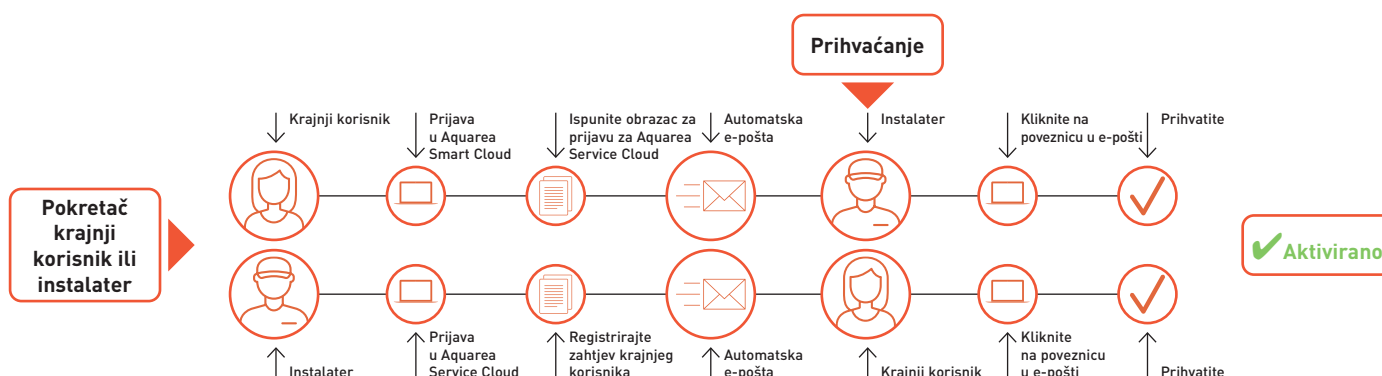 Prihvaćanje
Krajnji korisnik
Prijava
u Aquarea
Smart Cloud
Ispunite obrazac za
prijavu za Aquarea
Service Cloud
Automatska
e-pošta
Instalater
Kliknite na
poveznicu u e-pošti
Prihvatite
Pokretač
krajnji
korisnik ili
instalater
Aktivirano
Instalater
Prijava
u Aquarea
Service Cloud
Registrirajte
zahtjev krajnjeg
korisnika
Automatska
e-pošta
Krajnji korisnik
Kliknite
na poveznicu
u e-pošti
Prihvatite